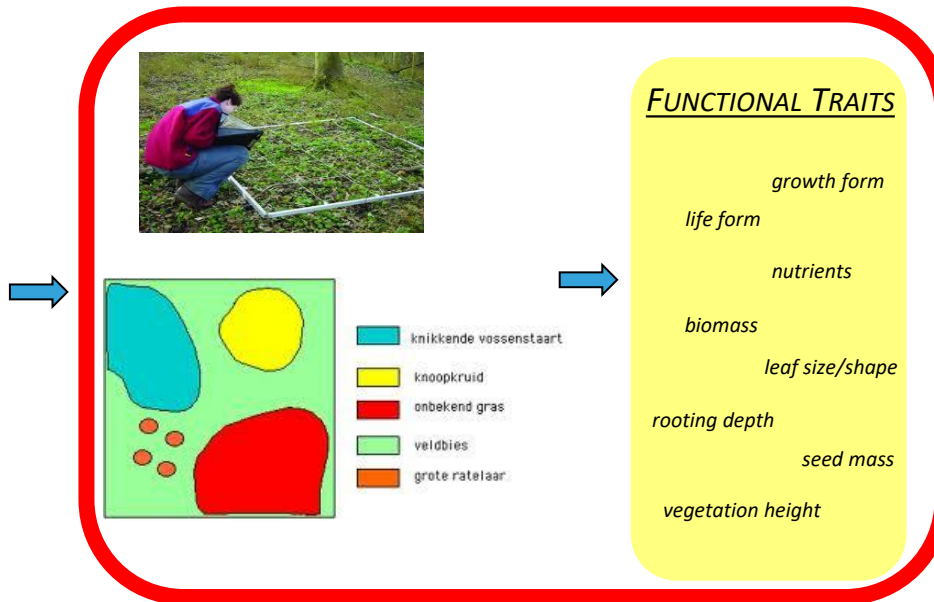 knikkende vossenstaart
knoopkruid
onbekend gras
veldbies
grote ratelaar
FUNCTIONAL TRAITS
growth form
life form
nutrients
biomass
leaf size/shape
rooting depth
seed mass
vegetation height